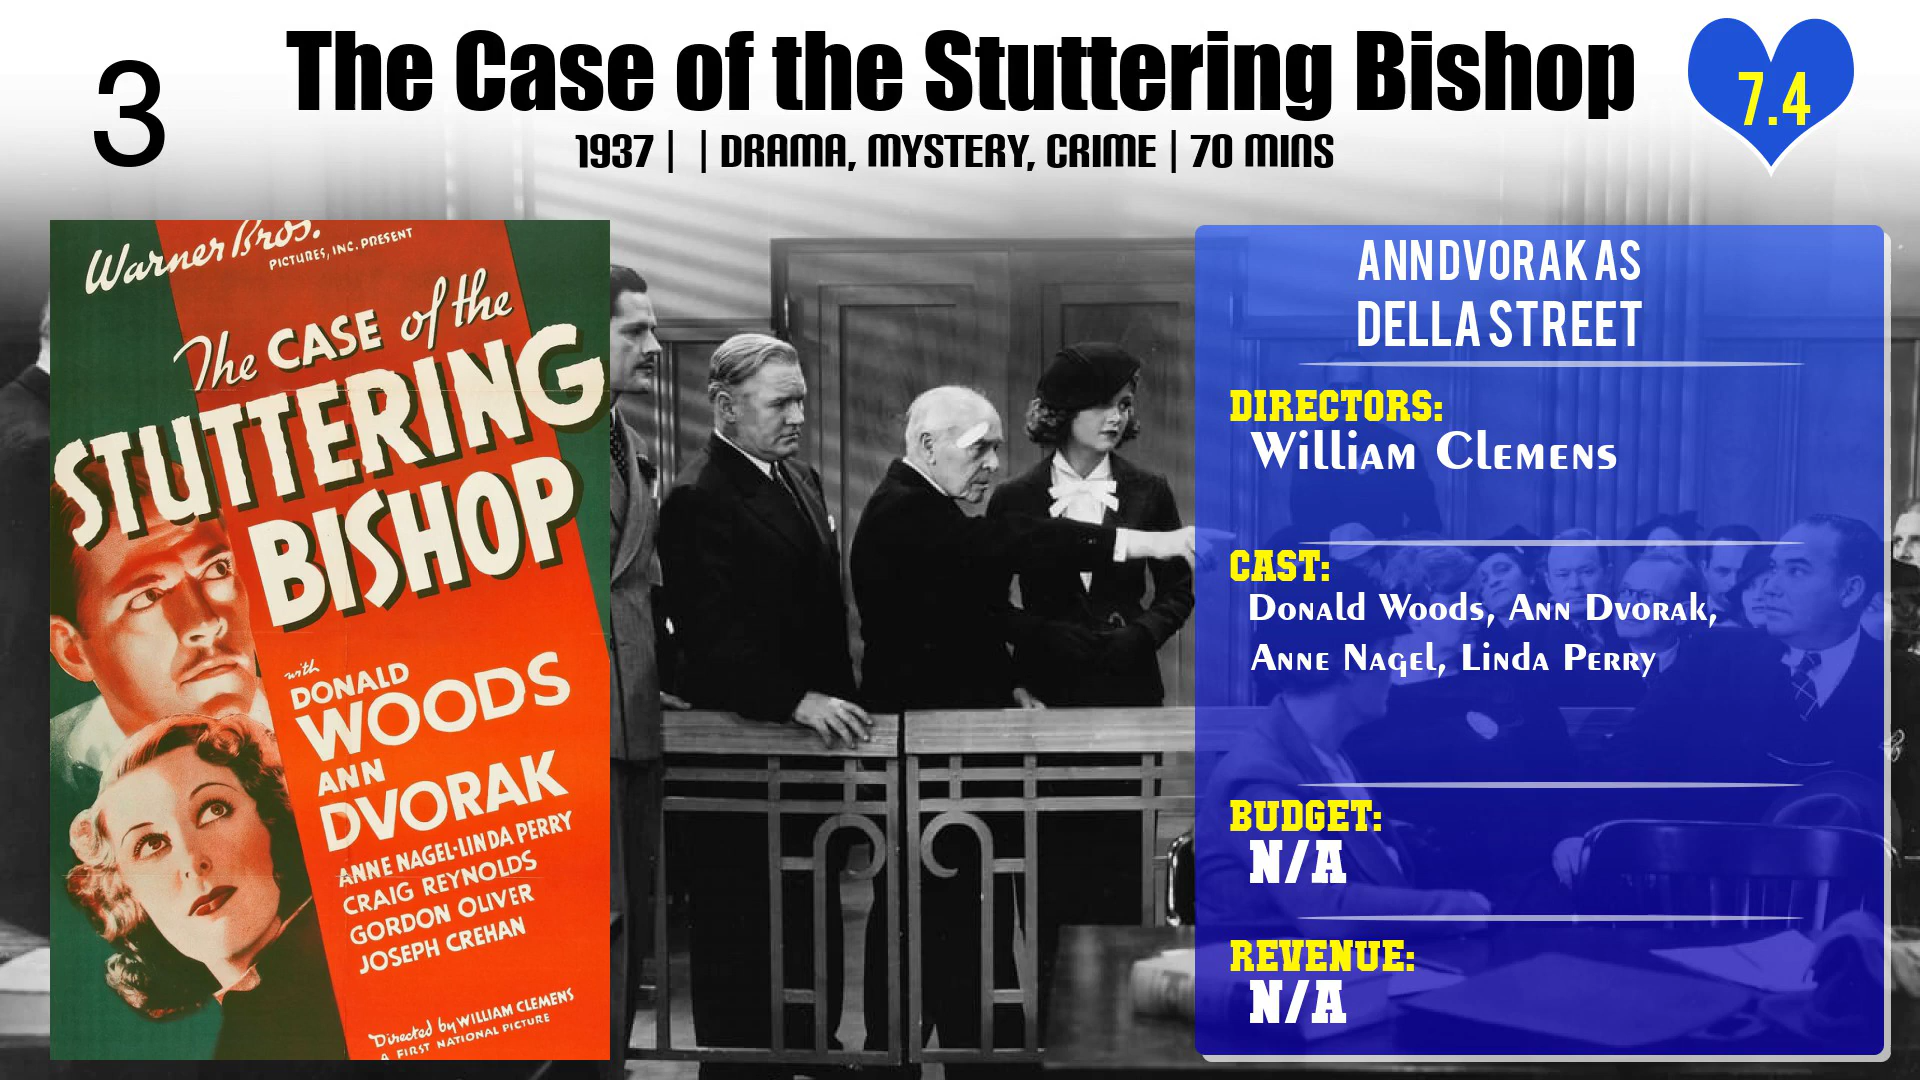 3
The Case of the Stuttering Bishop
1937 | | DRAMA, MYSTERY, CRIME | 70 MINS
7.4
Warner Bros.
PICTURES, INC. PRESENT
The CASE of the
STUTTERING
BISHOP
with
DONALD
WOODS
ANN
DVORAK
ANNE NAGEL·LINDA PERRY
CRAIG REYNOLDS
GORDON OLIVER
JOSEPH CREHAN
Directed by WILLIAM CLEMENS
A FIRST NATIONAL PICTURE
ANN DVORAK AS
DELLA STREET
DIRECTORS:
William Clemens
CAST:
Donald Woods, Ann Dvorak,
Anne Nagel, Linda Perry
BUDGET:
N/A
REVENUE:
N/A